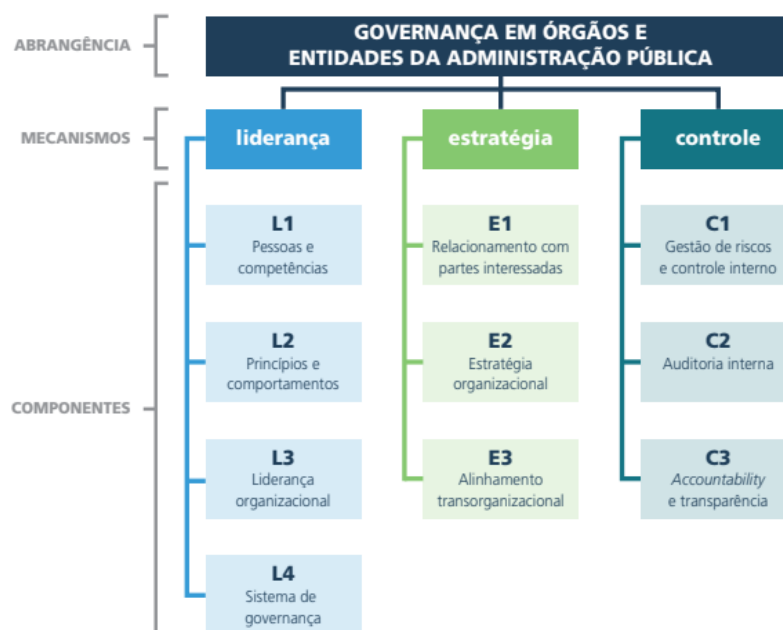 ABRANGÊNCIA
GOVERNANÇA EM ÓRGÃOS E
ENTIDADES DA ADMINISTRAÇÃO PÚBLICA
MECANISMOS
liderança
estratégia
controle
COMPONENTES
L1
Pessoas e
competências
L2
Princípios e
comportamentos
L3
Liderança
organizacional
L4
Sistema de
governança
E1
Relacionamento com
partes interessadas
E2
Estratégia
organizacional
E3
Alinhamento
transorganizacional
C1
Gestão de riscos
e controle interno
C2
Auditoria interna
C3
Accountability
e transparência